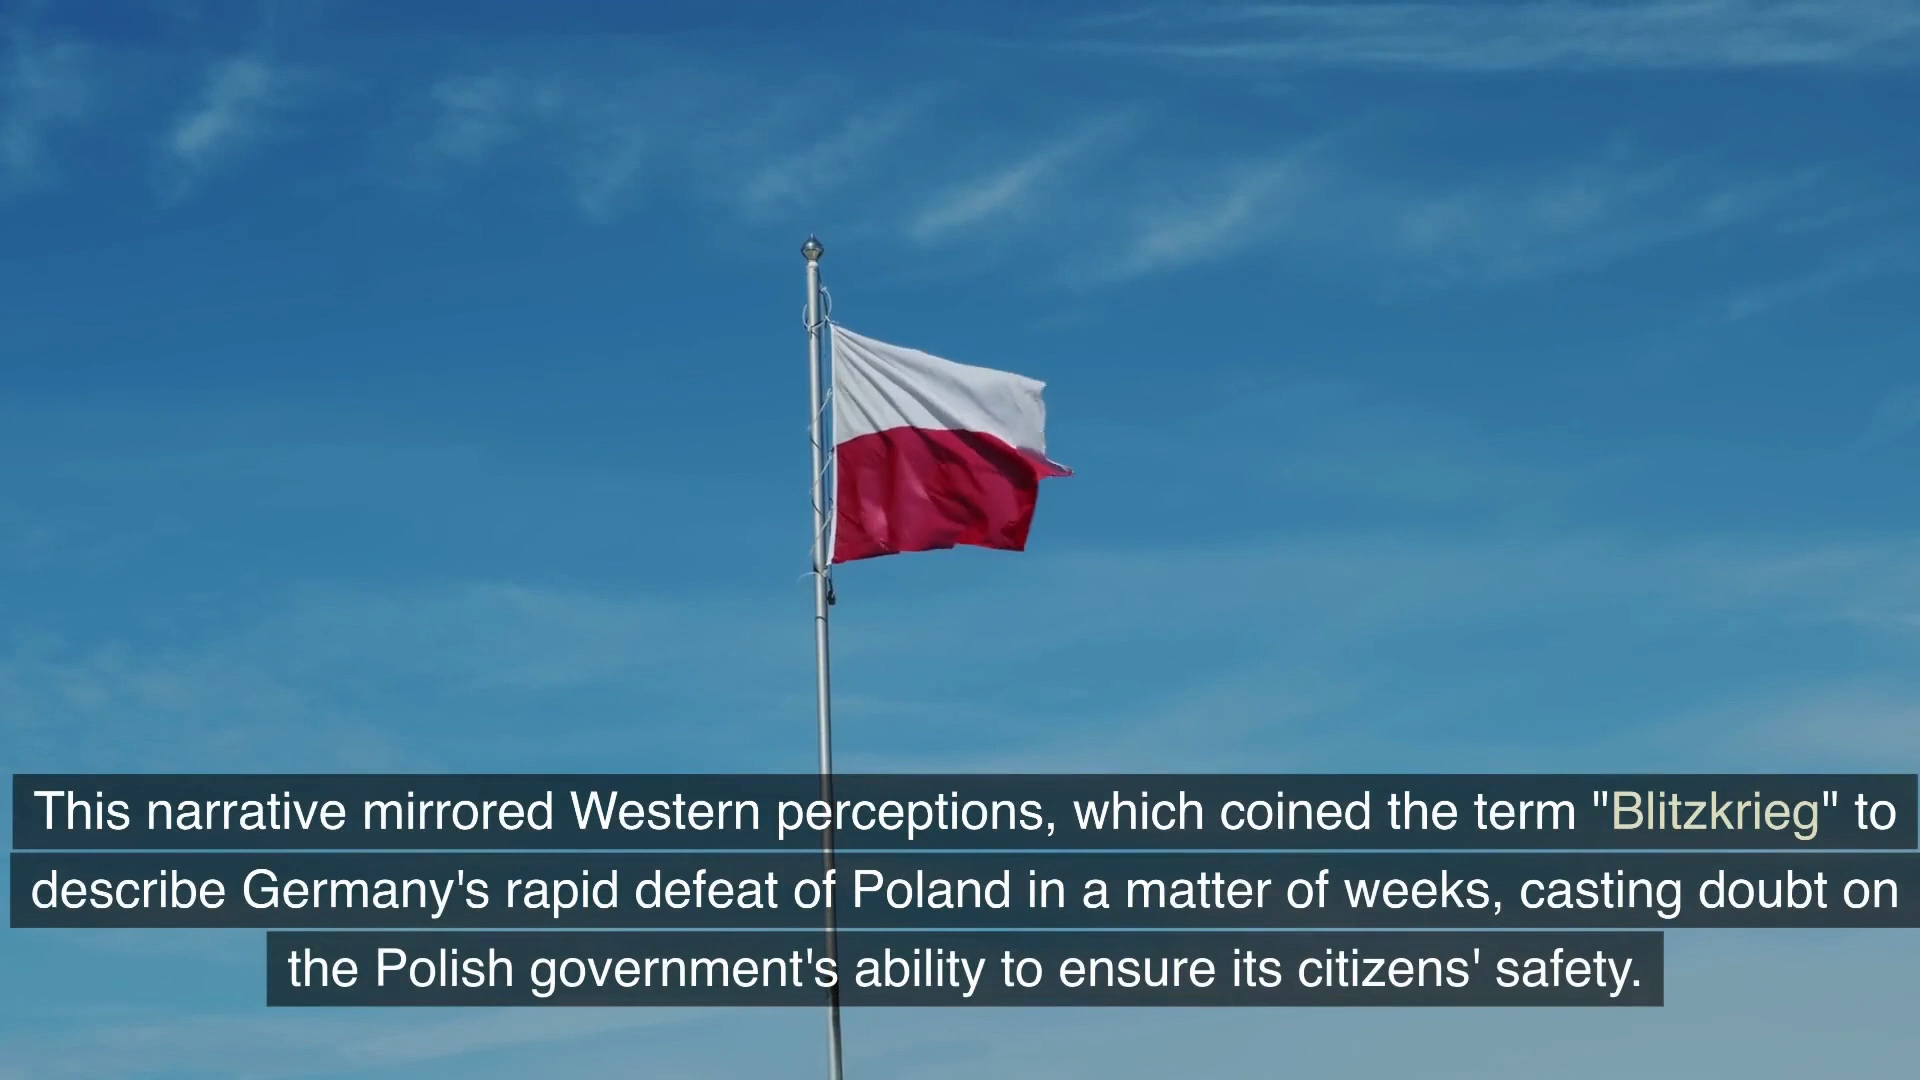 This narrative mirrored Western perceptions, which coined the term "Blitzkrieg" to
describe Germany's rapid defeat of Poland in a matter of weeks, casting doubt on
the Polish government's ability to ensure its citizens' safety.